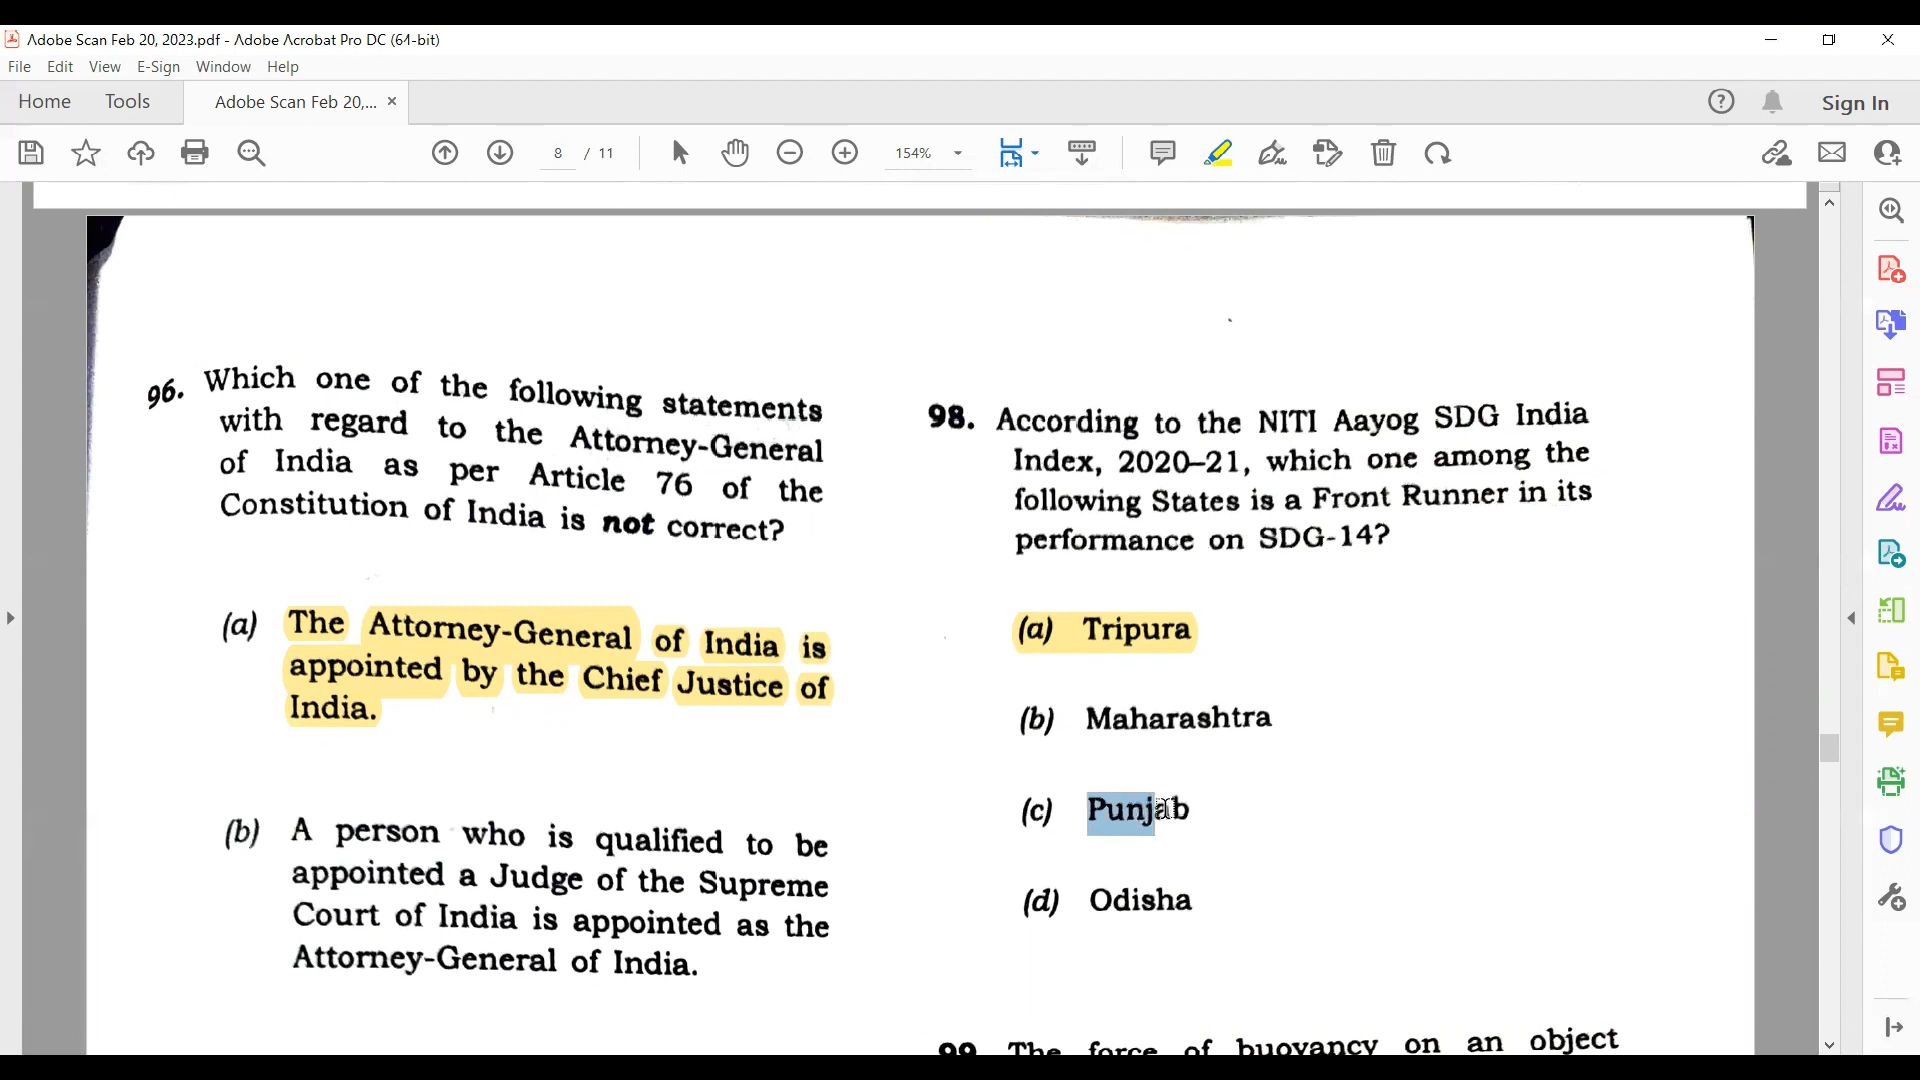 Adobe Scan Feb 20, 2023.pdf - Adobe Acrobat Pro DC (64-bit)
File Edit View E-Sign Window Help
Home Tools Adobe Scan Feb 20,... × Sign In
8 / 11 154%
96. Which one of the following statements
with regard to the Attorney-General
of India as per Article 76 of the
Constitution of India is not correct?
(a) The Attorney-General of India is
appointed by the Chief Justice of
India.
(b) A person who is qualified to be
appointed a Judge of the Supreme
Court of India is appointed as the
Attorney-General of India.
98. According to the NITI Aayog SDG India
Index, 2020–21, which one among the
following States is a Front Runner in its
performance on SDG-14?
(a) Tripura
(b) Maharashtra
(c) Punjab
(d) Odisha
99 The force of buoyancy on an object